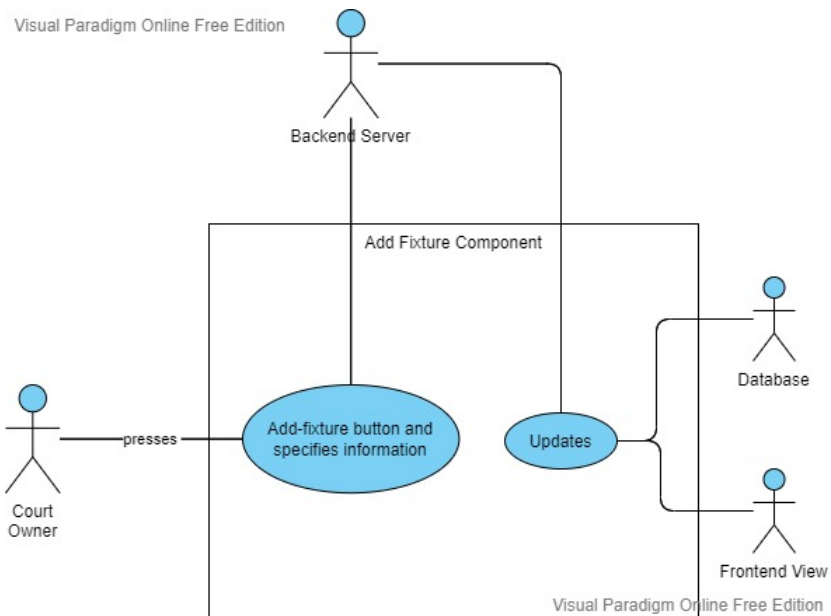 Visual Paradigm Online Free Edition
Backend Server
Add Fixture Component
Database
Add-fixture button and
specifies information
presses
Updates
Court
Owner
Frontend View
Visual Paradigm Online Free Edition